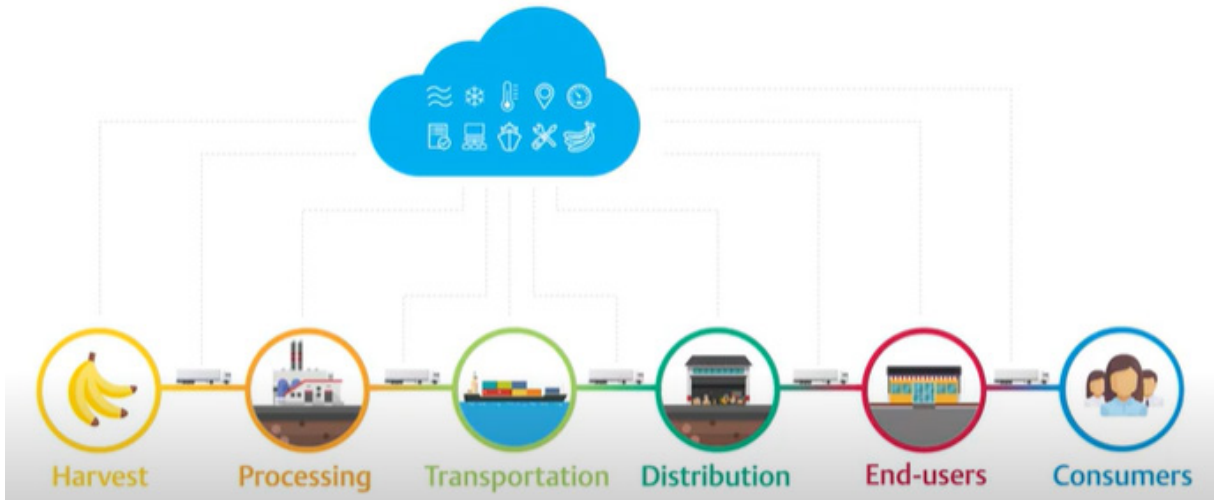 Harvest
Processing
Transportation
Distribution
End-users
Consumers